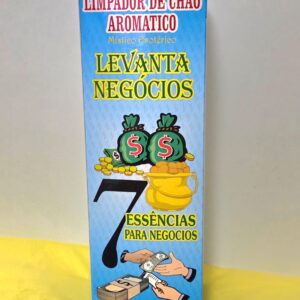 LIMPADOR DE CHÃO
AROMATICO
Místico Esotérico
LEVANTA
NEGÓCIOS
$ $
7
ESSÊNCIAS
PARA NEGOCIOS